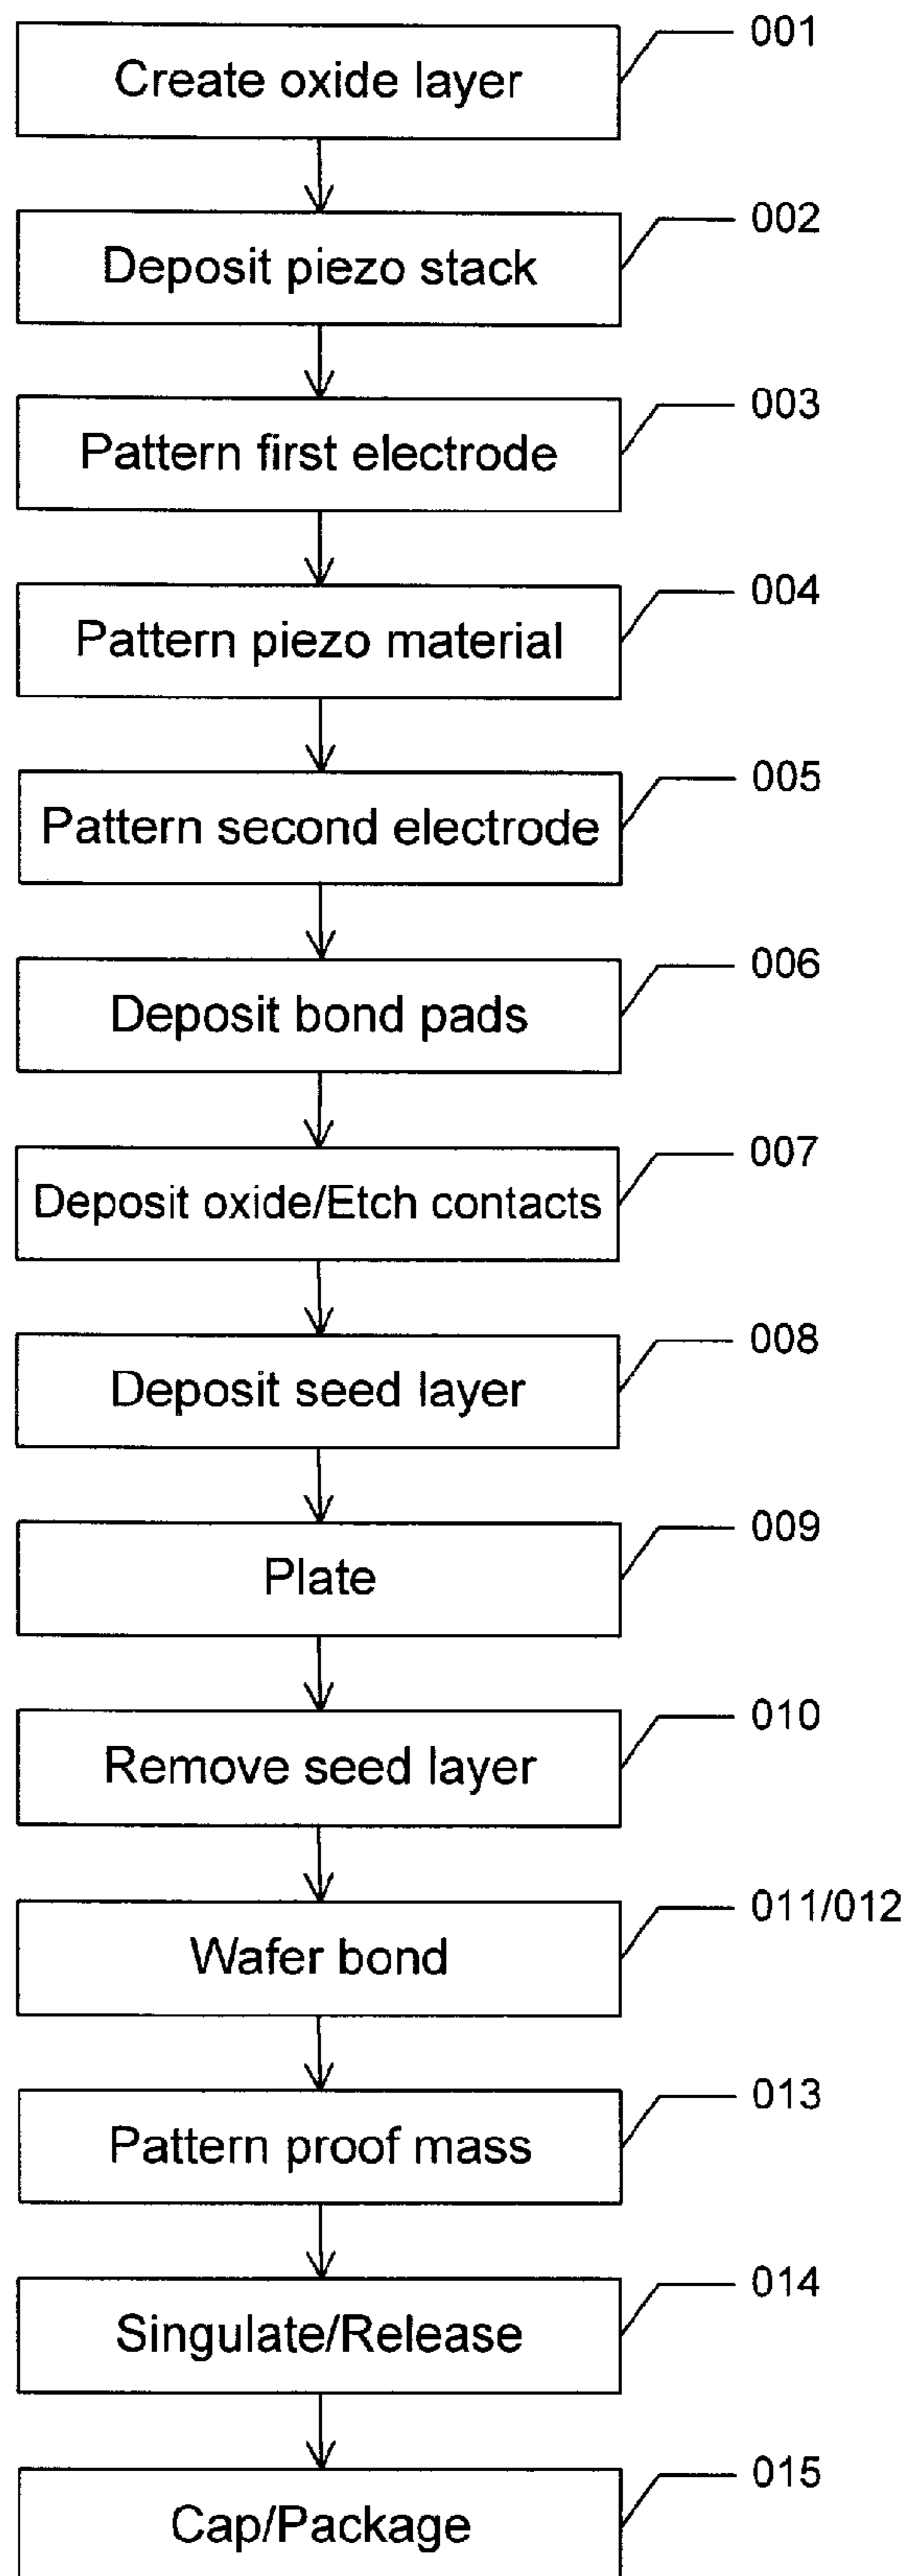 001
Create oxide layer
002
Deposit piezo stack
003
Pattern first electrode
004
Pattern piezo material
005
Pattern second electrode
006
Deposit bond pads
007
Deposit oxide/Etch contacts
008
Deposit seed layer
009
Plate
010
Remove seed layer
011/012
Wafer bond
013
Pattern proof mass
014
Singulate/Release
015
Cap/Package